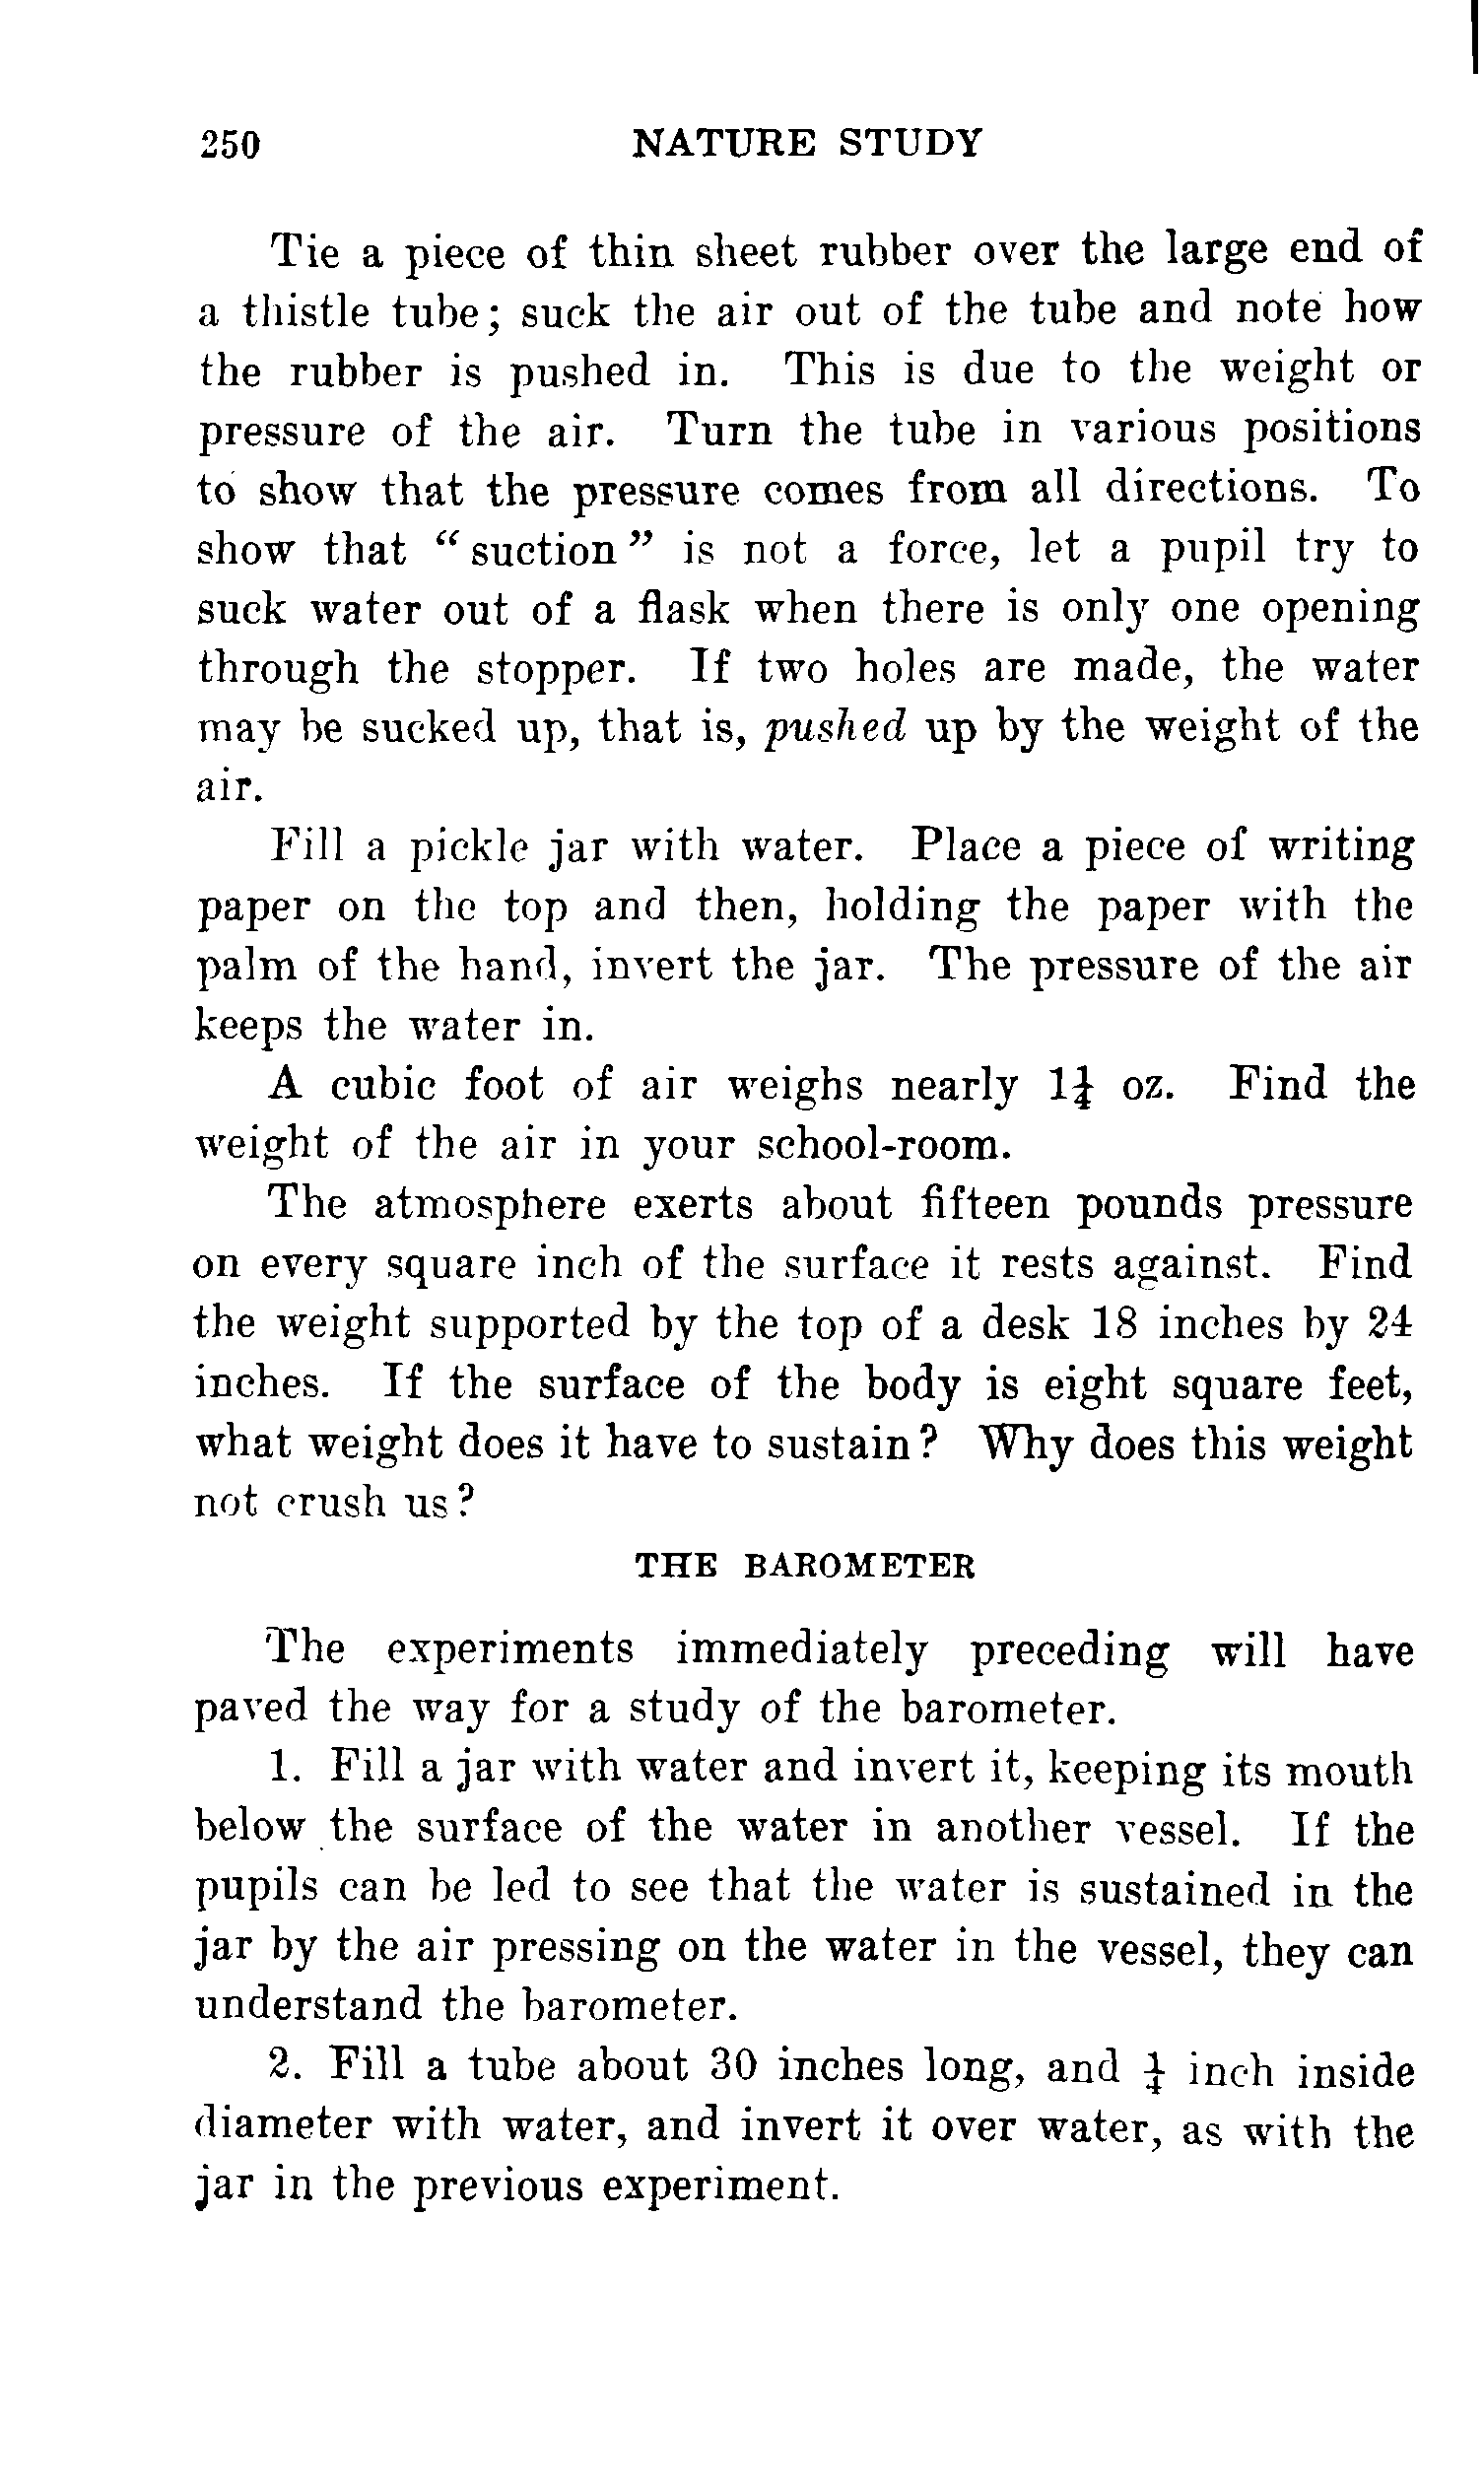 250 NATURE STUDY
Tie a piece of thin sheet rubber over the large end of
a thistle tube; suck the air out of the tube and note how
the rubber is pushed in. This is due to the weight or
pressure of the air. Turn the tube in various positions
to show that the pressure comes from all directions. To
show that “suction” is not a force, let a pupil try to
suck water out of a flask when there is only one opening
through the stopper. If two holes are made, the water
may be sucked up, that is, pushed up by the weight of the
air.
Fill a pickle jar with water. Place a piece of writing
paper on the top and then, holding the paper with the
palm of the hand, invert the jar. The pressure of the air
keeps the water in.
A cubic foot of air weighs nearly 1¼ oz. Find the
weight of the air in your school-room.
The atmosphere exerts about fifteen pounds pressure
on every square inch of the surface it rests against. Find
the weight supported by the top of a desk 18 inches by 24
inches. If the surface of the body is eight square feet,
what weight does it have to sustain? Why does this weight
not crush us?
THE BAROMETER
The experiments immediately preceding will have
paved the way for a study of the barometer.
1. Fill a jar with water and invert it, keeping its mouth
below the surface of the water in another vessel. If the
pupils can be led to see that the water is sustained in the
jar by the air pressing on the water in the vessel, they can
understand the barometer.
2. Fill a tube about 30 inches long, and ¼ inch inside
diameter with water, and invert it over water, as with the
jar in the previous experiment.